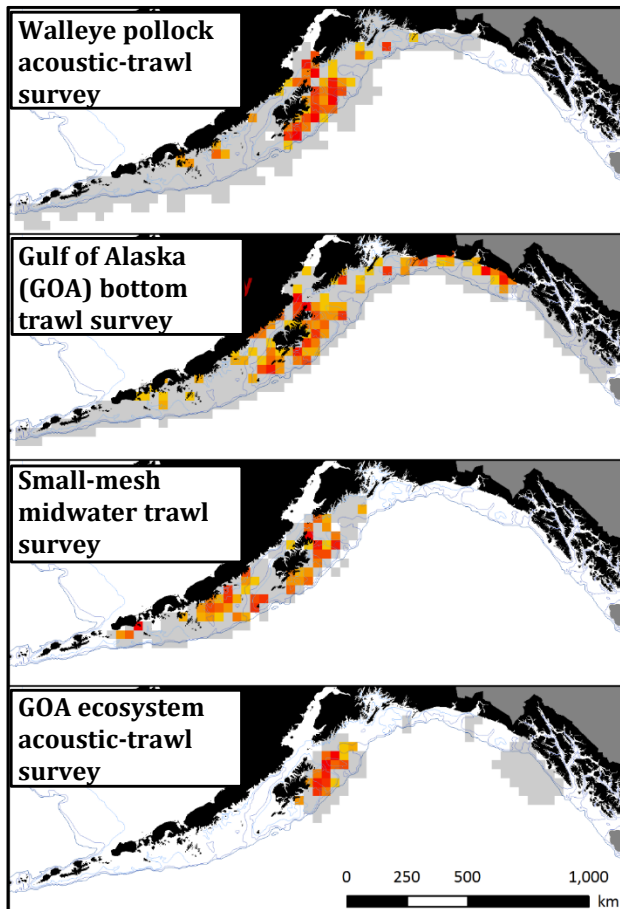 Walleye pollock
acoustic-trawl
survey
Gulf of Alaska
(GOA) bottom
trawl survey
Small-mesh
midwater trawl
survey
GOA ecosystem
acoustic-trawl
survey
0 250 500 1,000
km